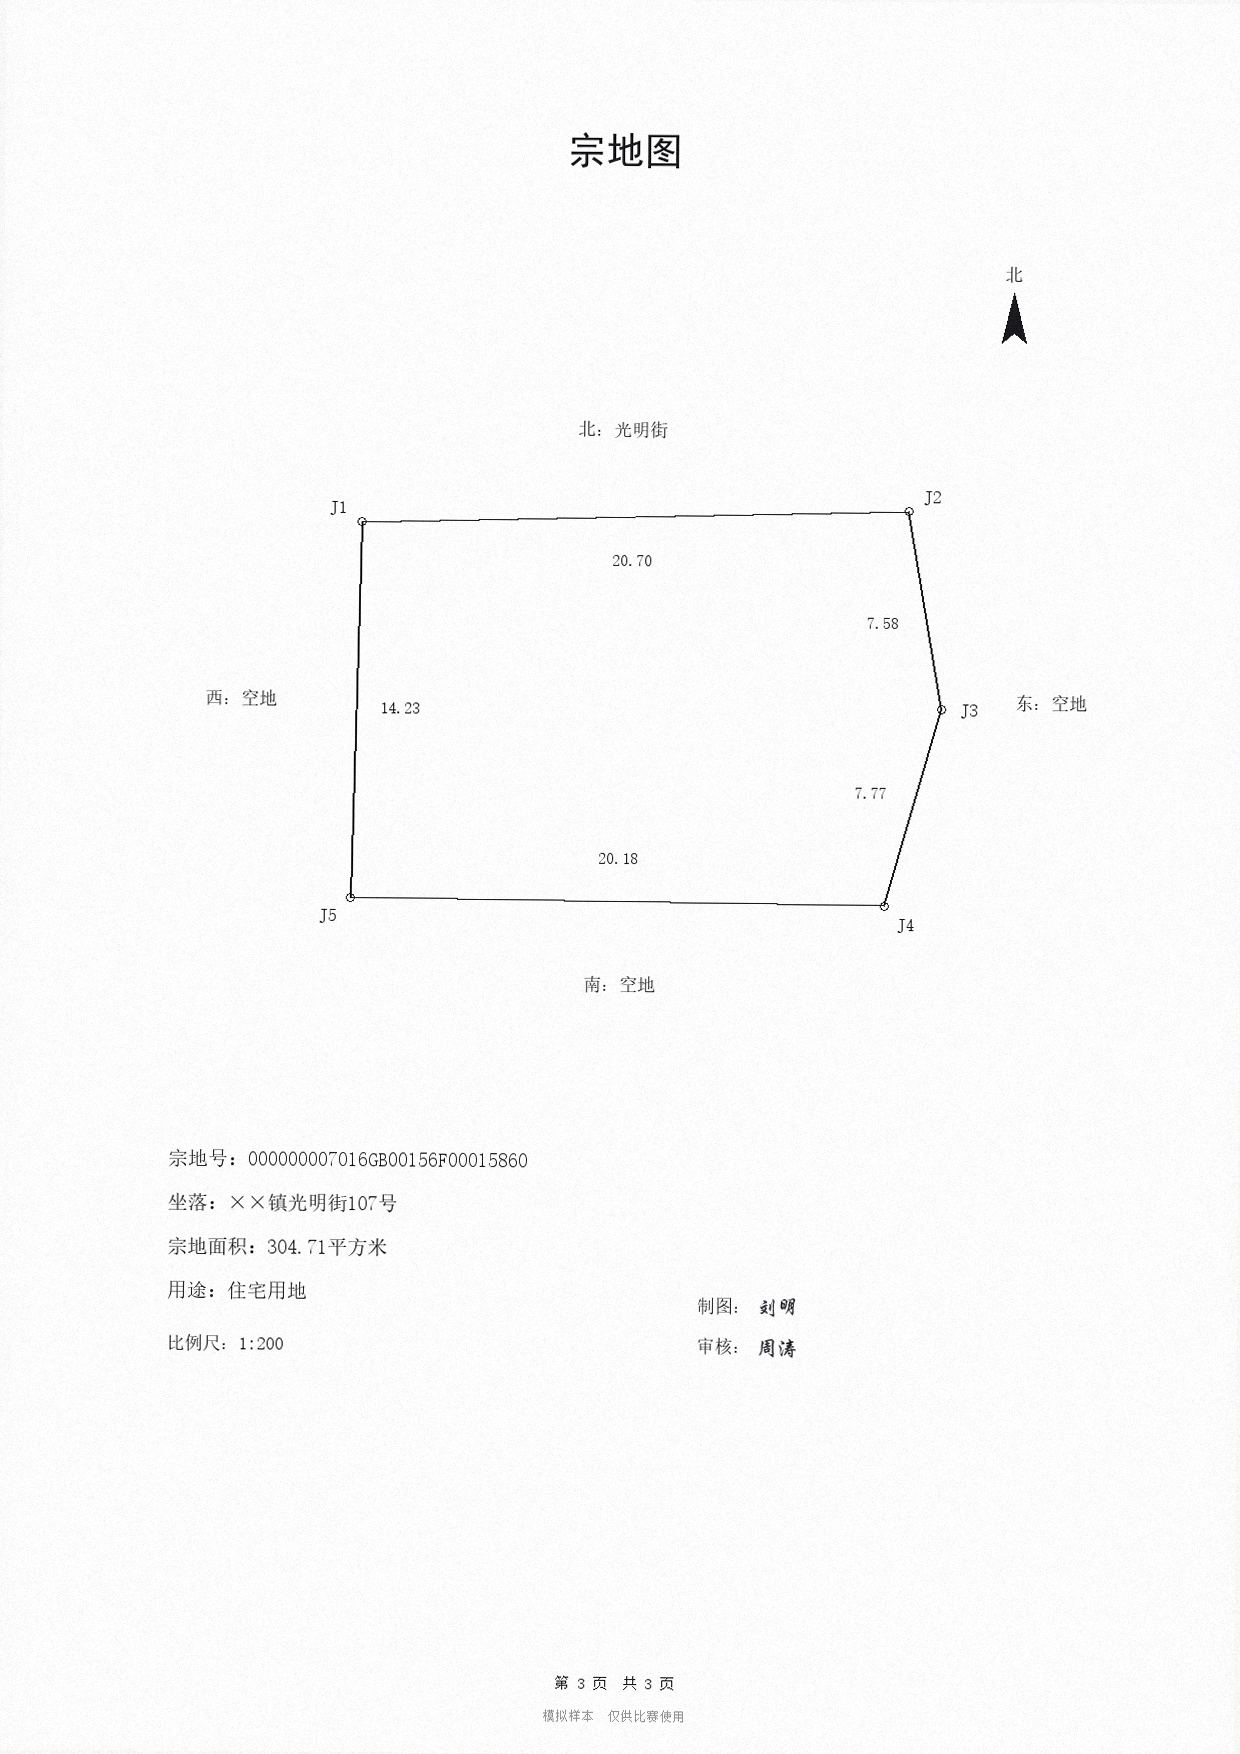 宗地图
北
北：光明街
J1
J2
20.70
7.58
西：空地
14.23
J3
东：空地
7.77
20.18
J5
J4
南：空地
宗地号：000000007016GB00156F00015860
坐落：××镇光明街107号
宗地面积：304.71平方米
用途：住宅用地
制图： 刘明
比例尺：1:200
审核： 周涛
第 3 页 共 3 页
模拟样本 仅供比赛使用